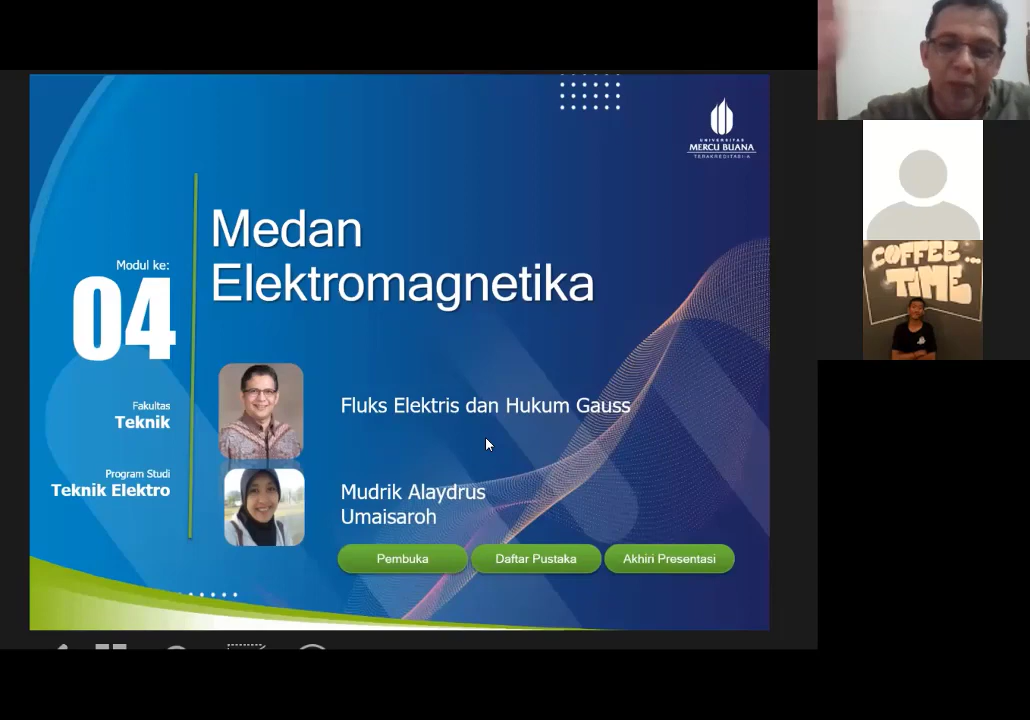 UNIVERSITAS
MERCU BUANA
TERAKREDITASI A
Medan
Elektromagnetika
Modul ke:
04
Fakultas
Teknik
Program Studi
Teknik Elektro
Fluks Elektris dan Hukum Gauss
Mudrik Alaydrus
Umaisaroh
Pembuka
Daftar Pustaka
Akhiri Presentasi
COFFEE...
TIME